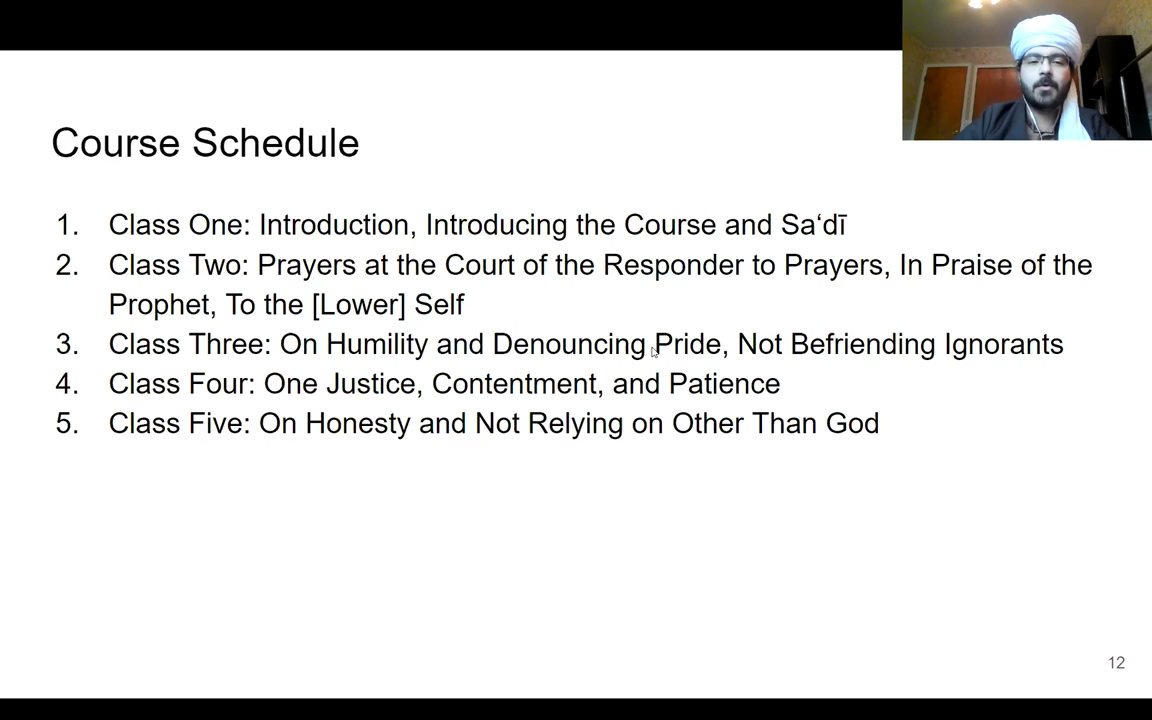 Course Schedule
1. Class One: Introduction, Introducing the Course and Sa‘dī
2. Class Two: Prayers at the Court of the Responder to Prayers, In Praise of the
Prophet, To the [Lower] Self
3. Class Three: On Humility and Denouncing Pride, Not Befriending Ignorants
4. Class Four: One Justice, Contentment, and Patience
5. Class Five: On Honesty and Not Relying on Other Than God
12